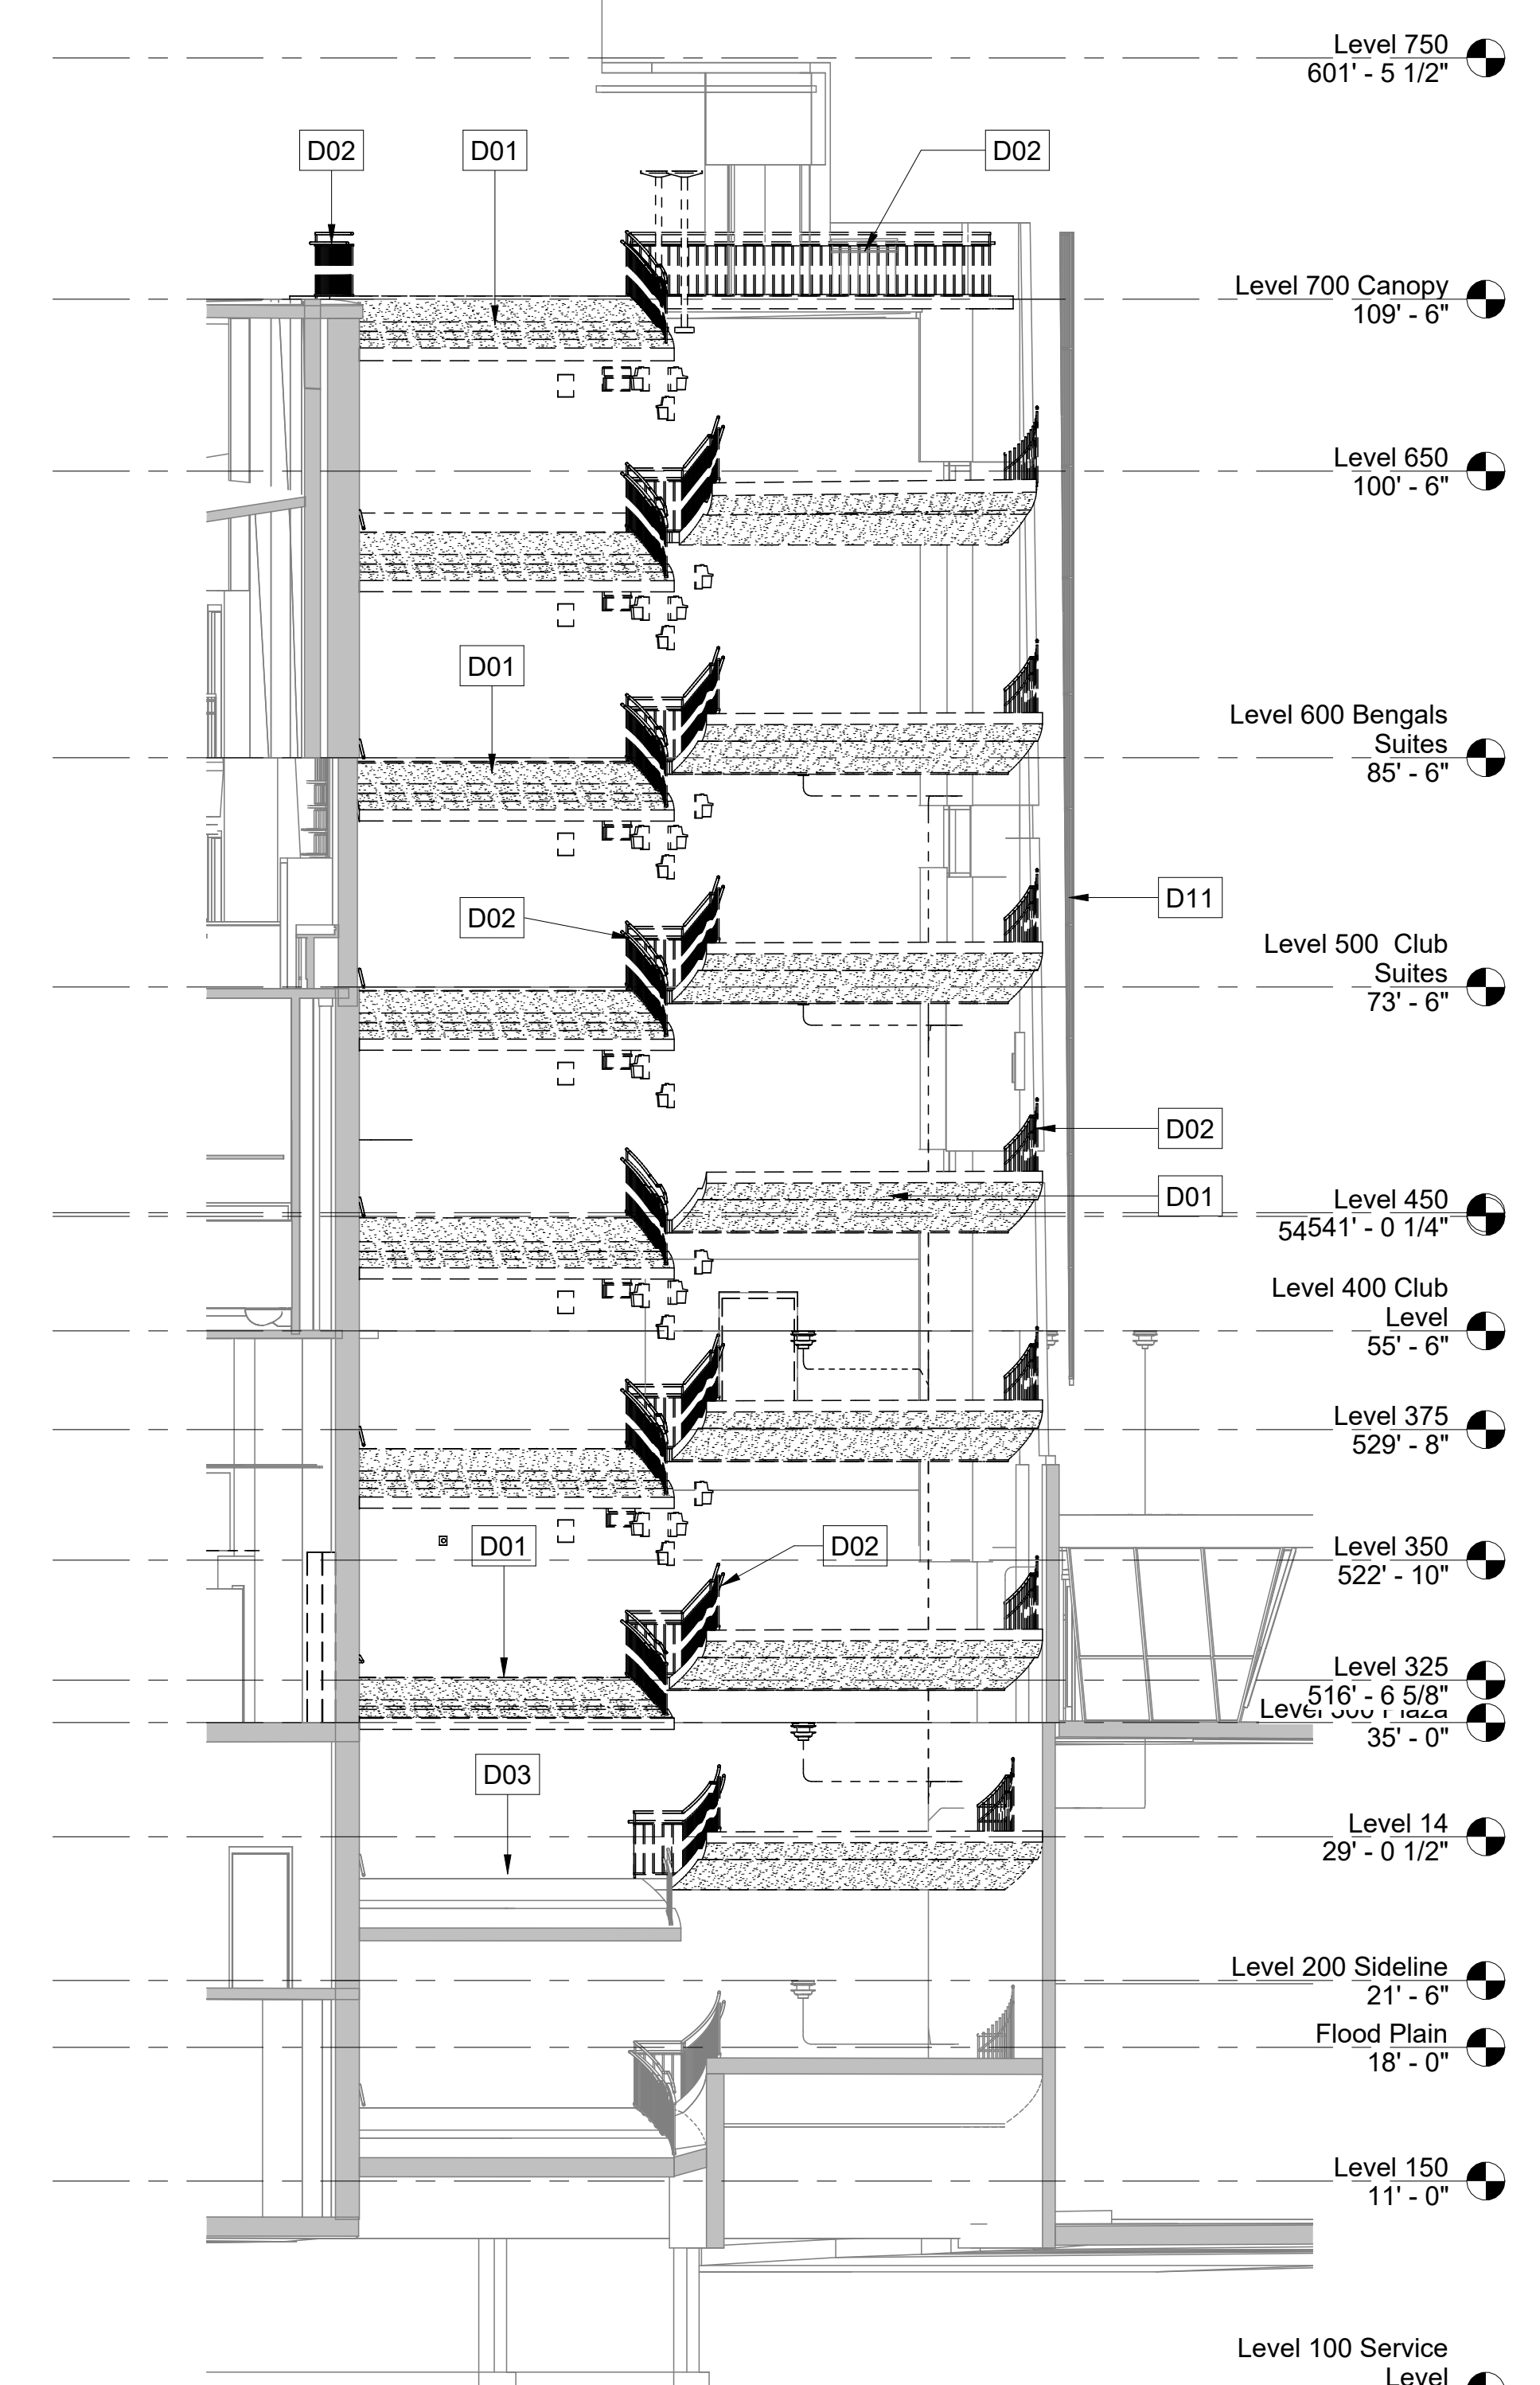 Level 750
601' - 5 1/2"
D02
D01
D02
Level 700 Canopy
109' - 6"
Level 650
100' - 6"
D01
Level 600 Bengals
Suites
85' - 6"
D11
D02
Level 500  Club
Suites
73' - 6"
D02
D01
Level 450
54541' - 0 1/4"
Level 400 Club
Level
55' - 6"
Level 375
529' - 8"
D01
D02
Level 350
522' - 10"
Level 325
516' - 6 5/8"
Level 300 Plaza
35' - 0"
D03
Level 14
29' - 0 1/2"
Level 200 Sideline
21' - 6"
Flood Plain
18' - 0"
Level 150
11' - 0"
Level 100 Service
Level